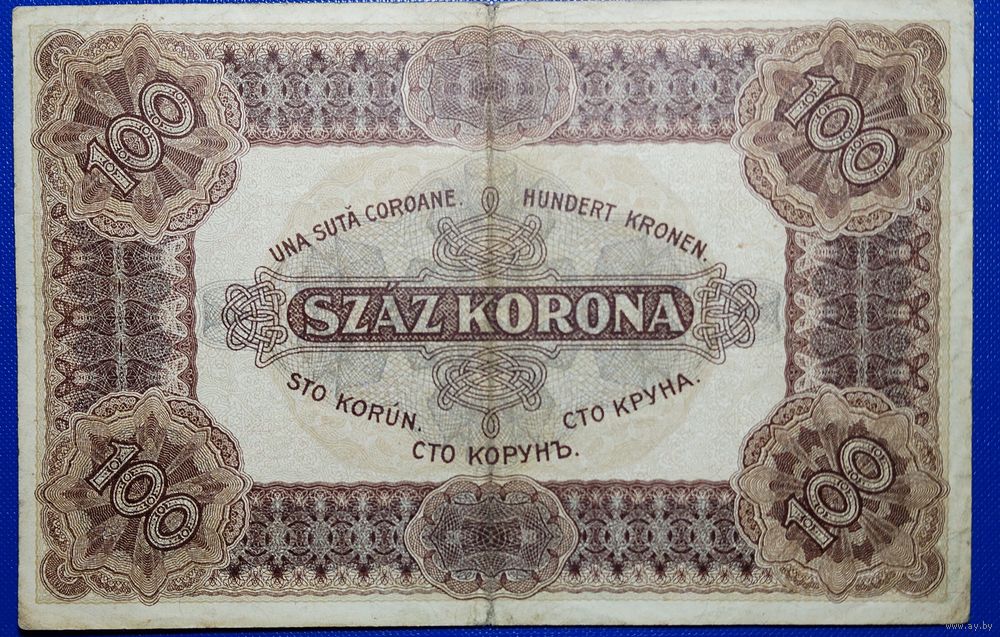 100
100
UNA SUTĂ COROANE.
HUNDERT KRONEN.
SZÁZ KORONA
STO KORÚN.
СТО КРУНА.
СТО КОРУНЪ.
100
100
www.ay.by